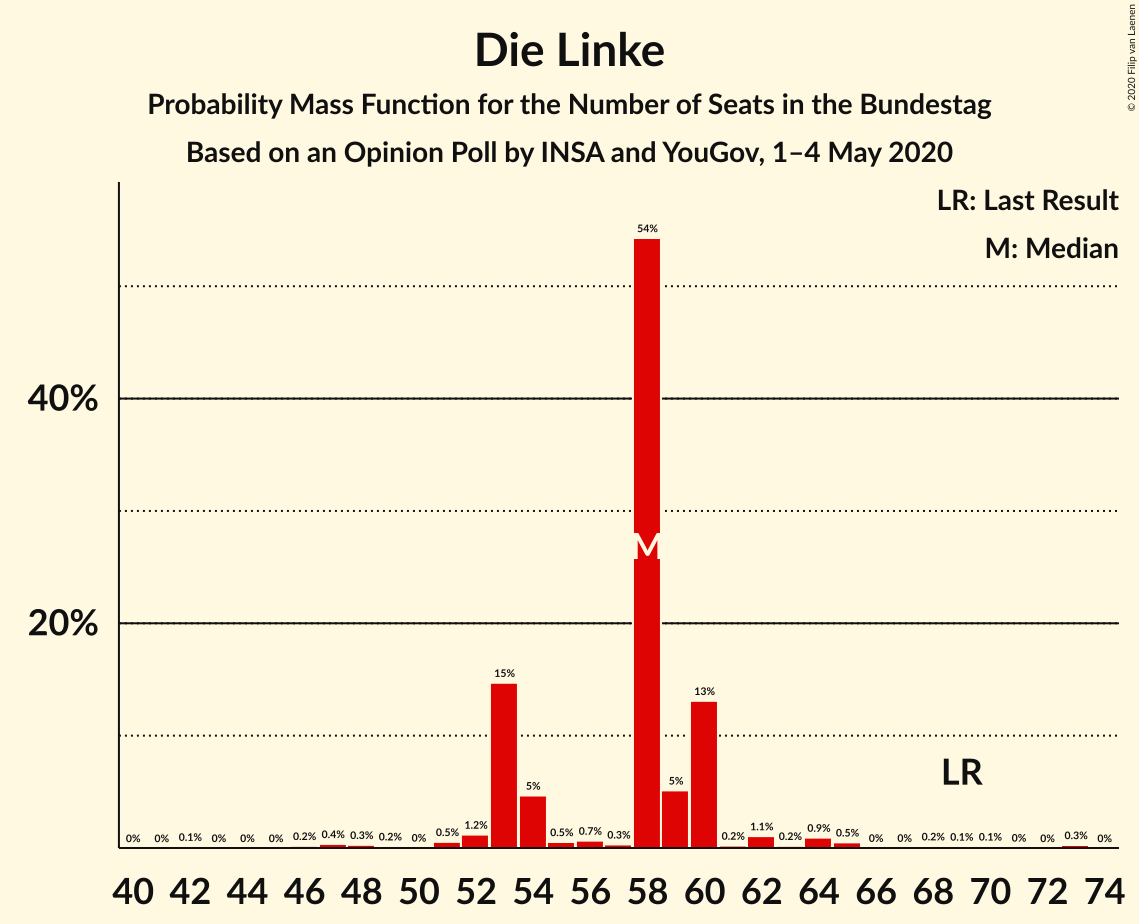 Die Linke
Probability Mass Function for the Number of Seats in the Bundestag
Based on an Opinion Poll by INSA and YouGov, 1–4 May 2020
© 2020 Filip van Laenen
LR: Last Result
M: Median
54%
40%
M
20%
15%
13%
LR
5%
5%
0% 0% 0.1% 0% 0% 0% 0.2% 0.4% 0.3% 0.2% 0% 0.5% 1.2% 0.5% 0.7% 0.3% 0.2% 1.1% 0.2% 0.9% 0.5% 0% 0% 0.2% 0.1% 0.1% 0% 0% 0.3% 0%
40 42 44 46 48 50 52 54 56 58 60 62 64 66 68 70 72 74